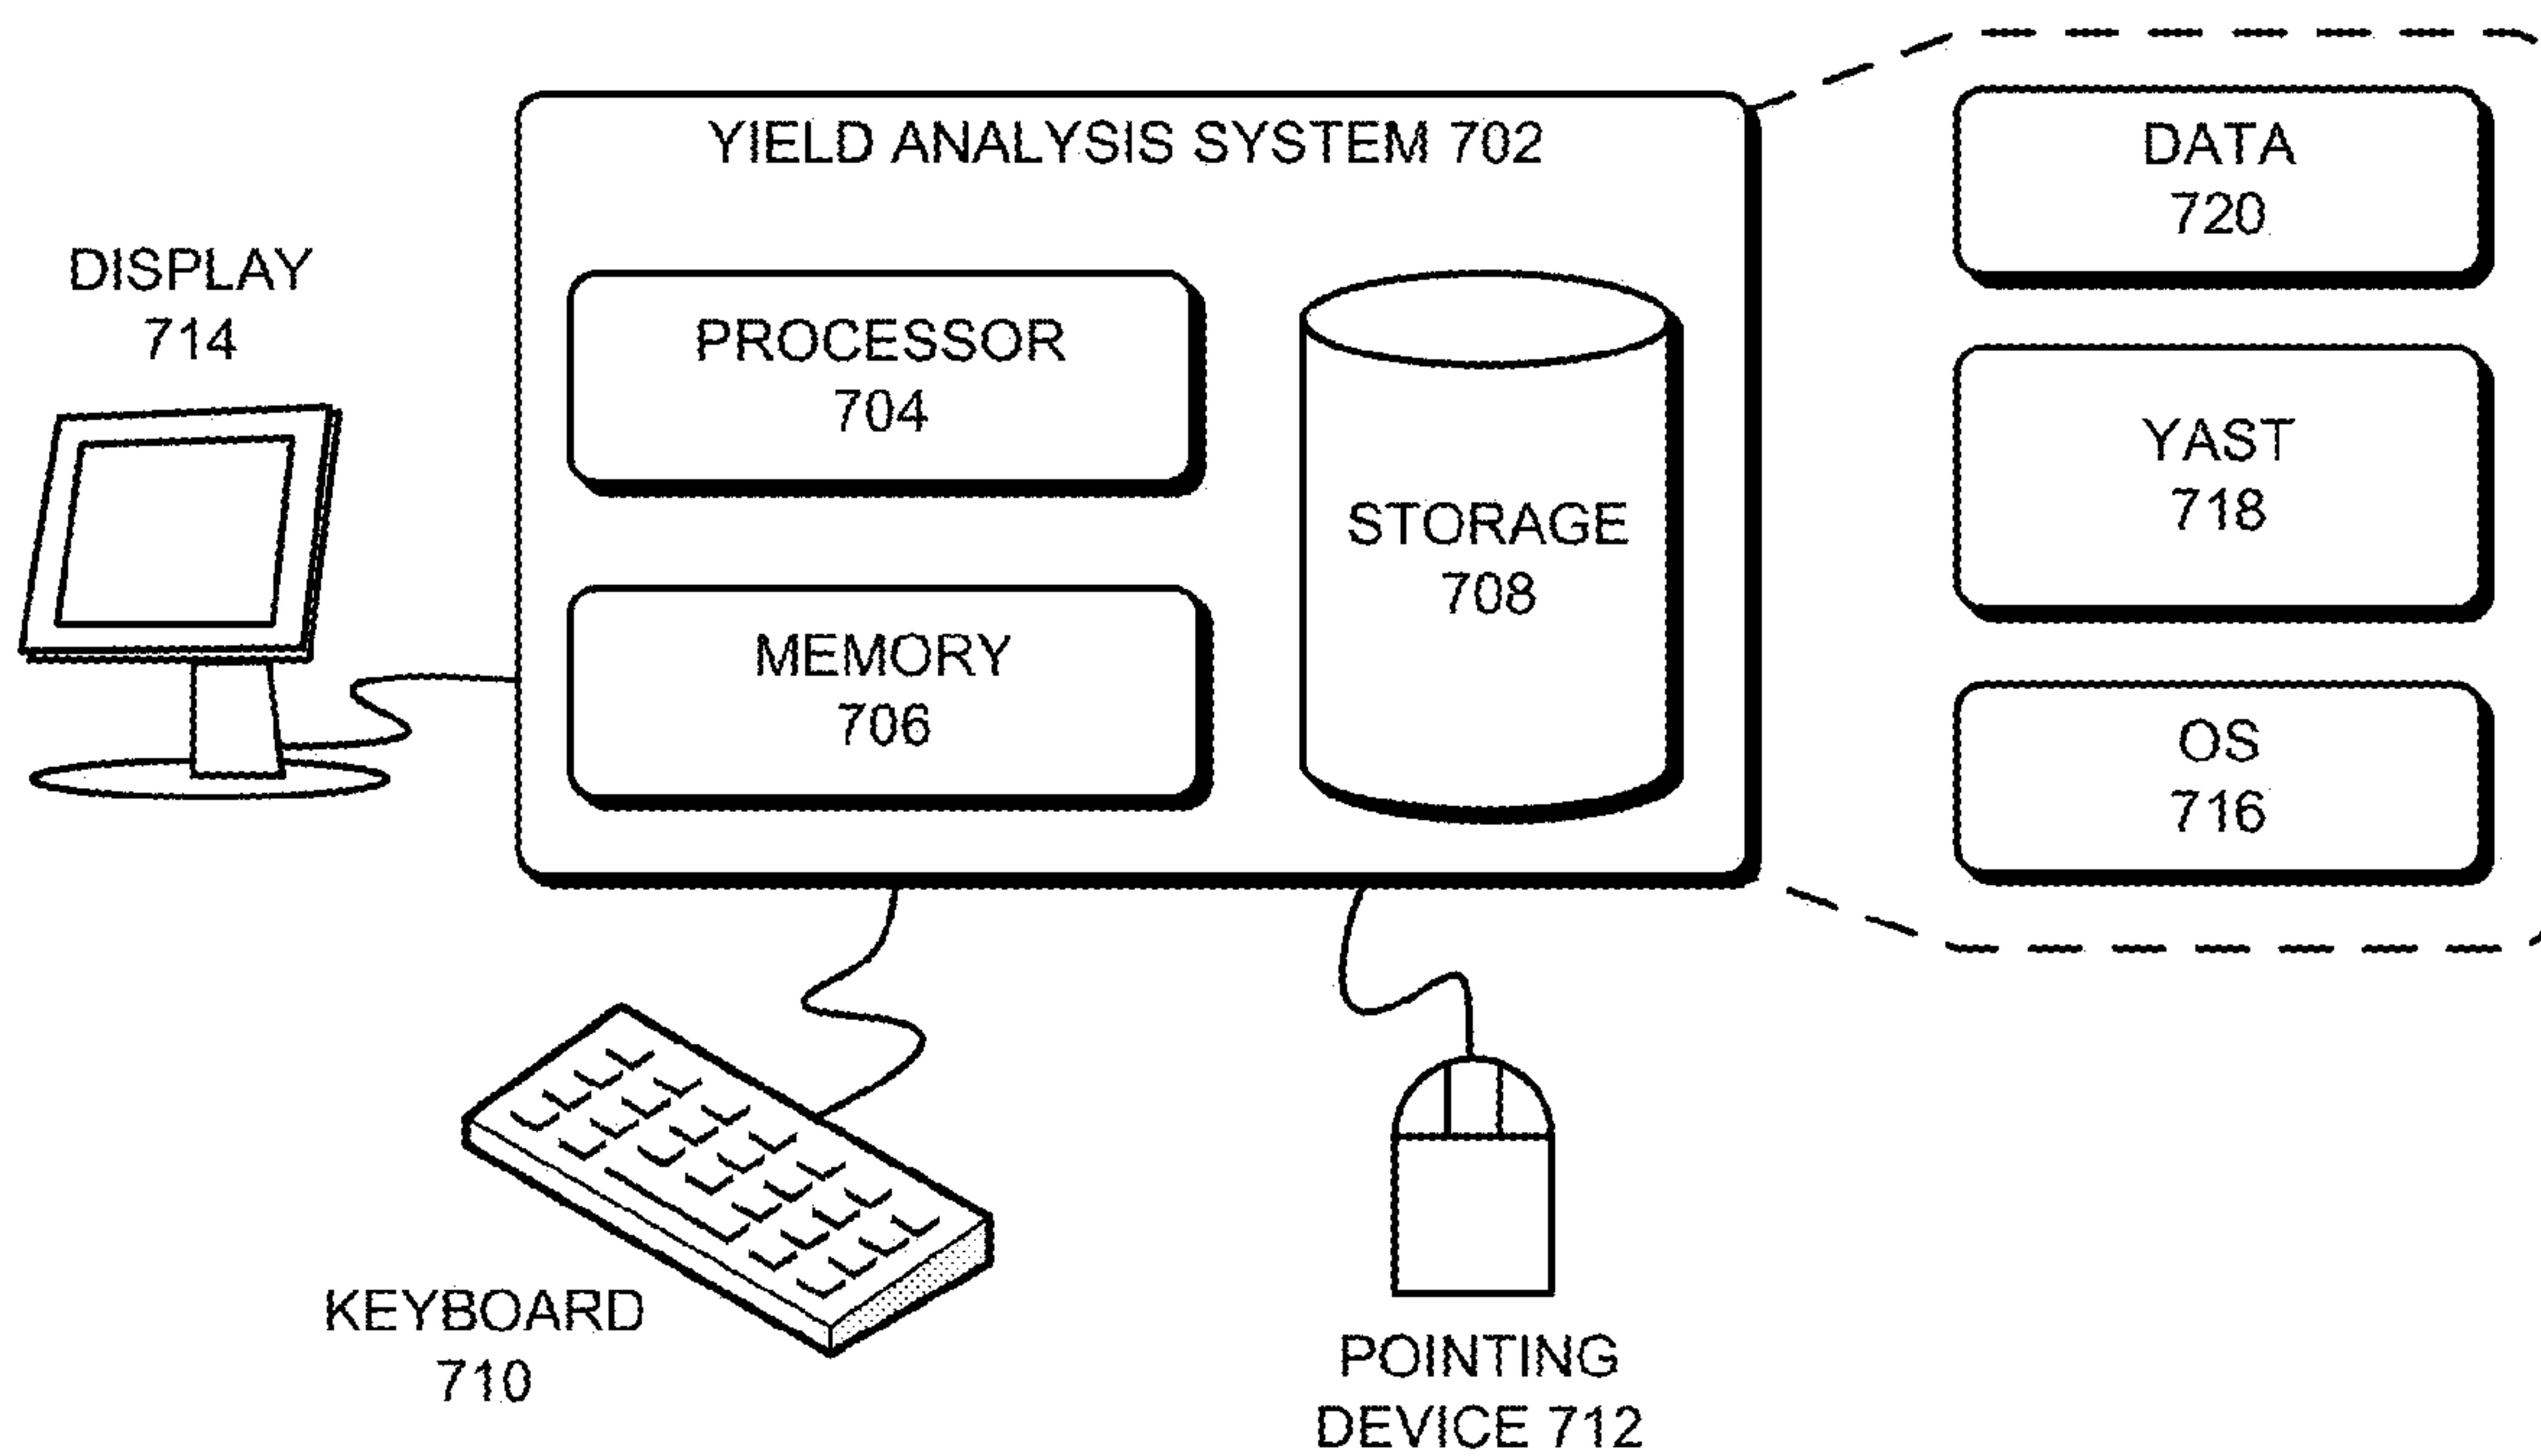 YIELD ANALYSIS SYSTEM 702
DISPLAY
714
PROCESSOR
704
MEMORY
706
STORAGE
708
DATA
720
YAST
718
OS
716
KEYBOARD
710
POINTING
DEVICE 712